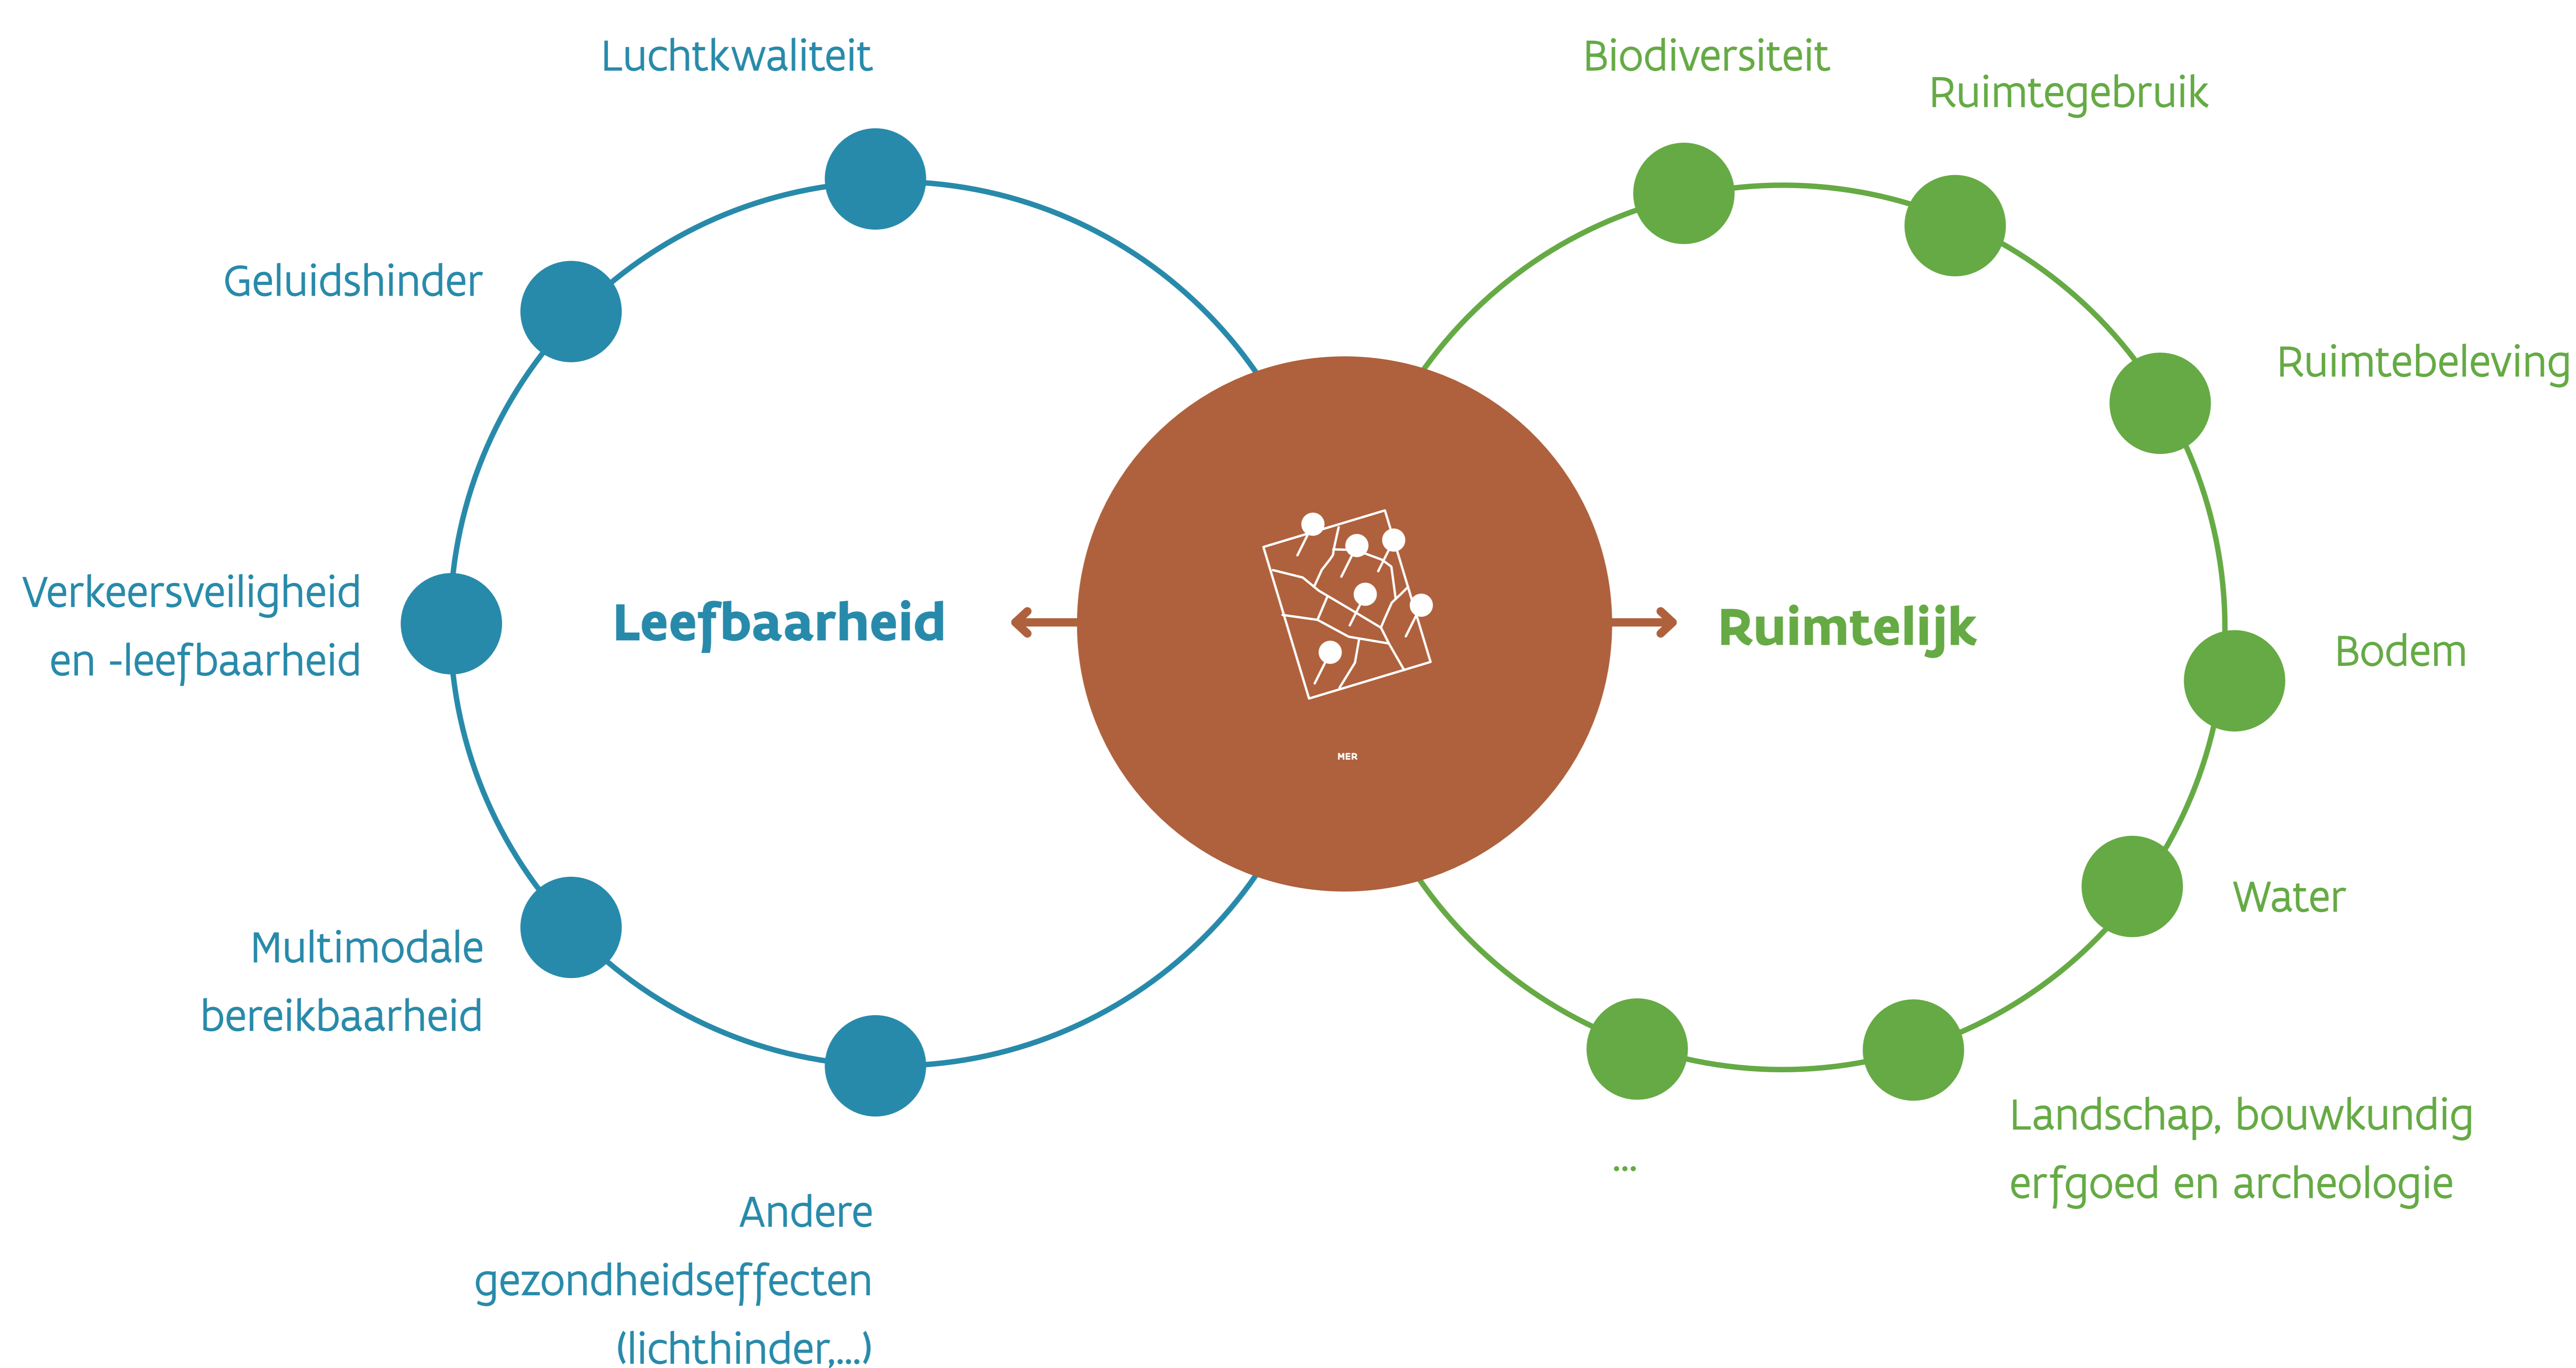 Luchtkwaliteit
Geluidshinder
Verkeersveiligheid
en -leefbaarheid
Multimodale
bereikbaarheid
Andere
gezondheidseffecten
(lichthinder,...)
Leefbaarheid
MER
Ruimtelijk
Biodiversiteit
Ruimtegebruik
Ruimtebeleving
Bodem
Water
Landschap, bouwkundig
erfgoed en archeologie
...